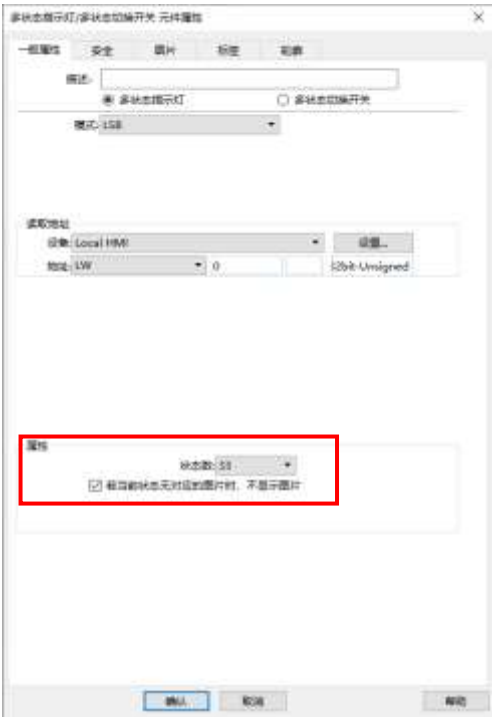 多状态指示灯/多状态切换开关 元件属性
一般属性 安全 图片 标签 轮廓
描述:
多状态指示灯 多状态切换开关
模式: LSB
读取地址
设备: Local HMI 设置...
地址: LW 0 32bit-Unsigned
属性
状态数: 33
若当前状态无对应的图片时，不显示图片
确认 取消 帮助